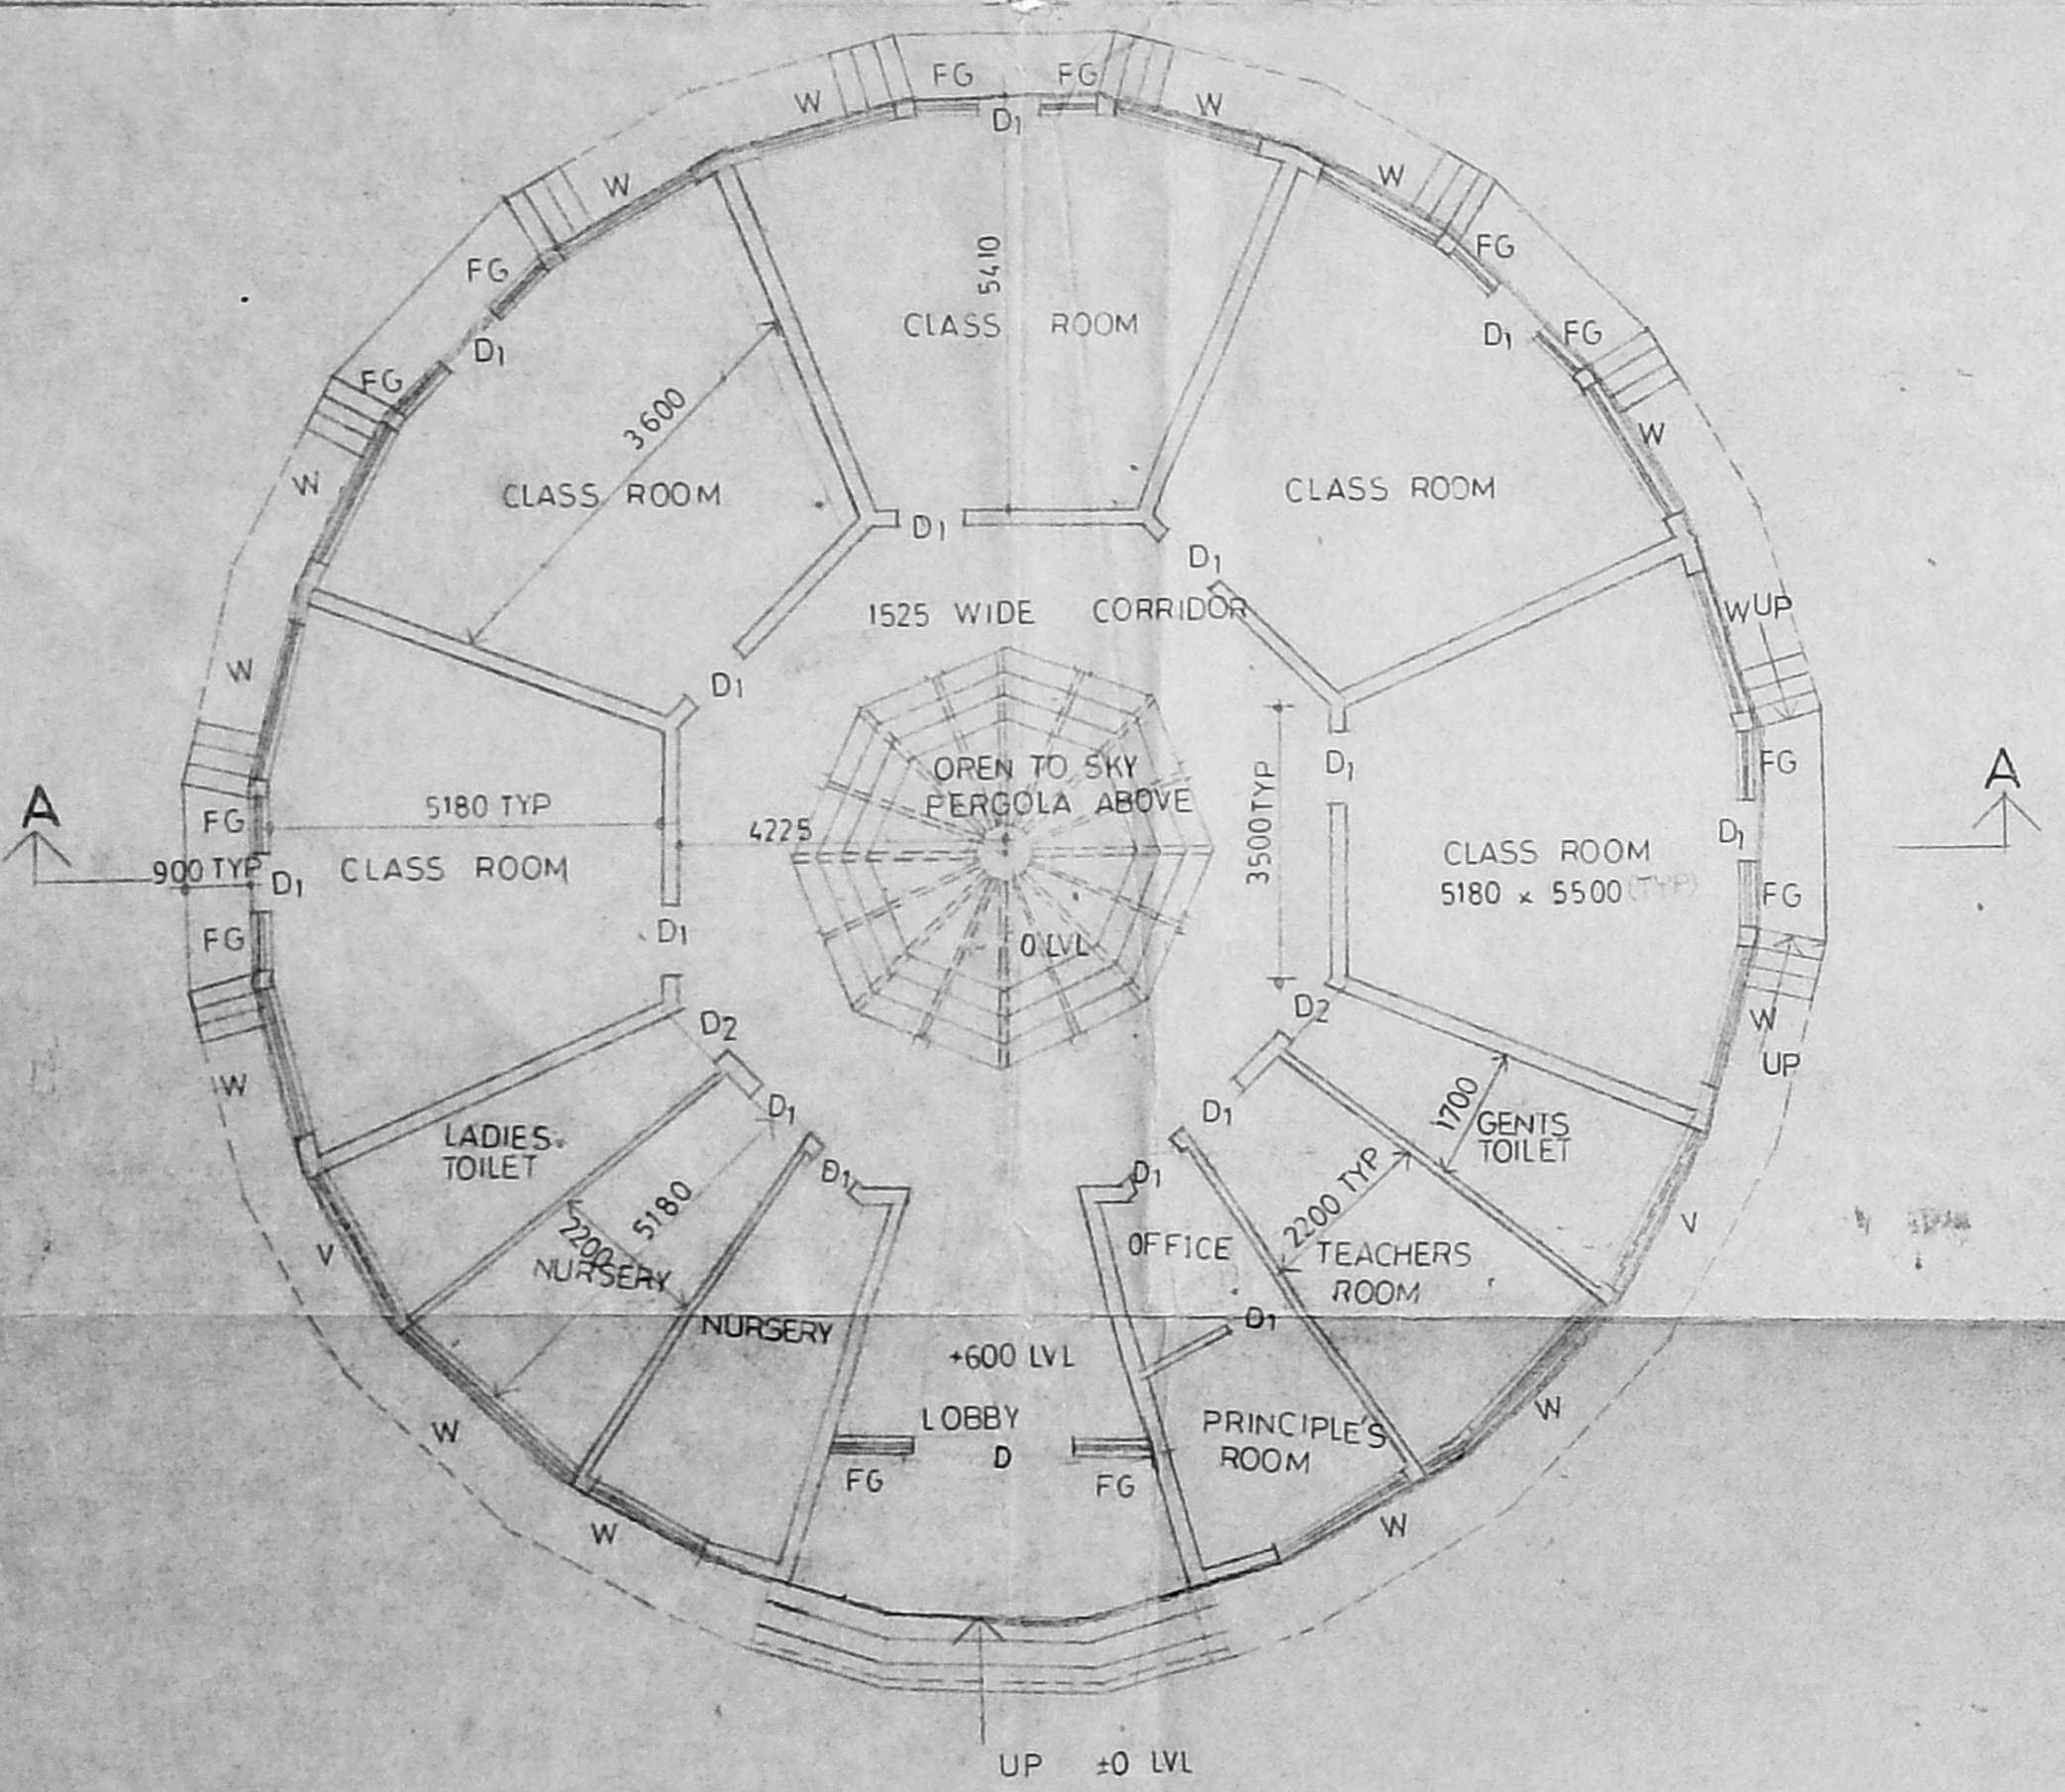 FG FG
W D1 W
W W
FG FG
5410
D1 CLASS ROOM D1 FG
FG
3600 W
W CLASS ROOM CLASS ROOM
D1 D1
1525 WIDE CORRIDOR WUP
W D1
OPEN TO SKY D1 FG
PERGOLA ABOVE
5180 TYP 4225 3500 TYP
FG D1
900 TYP D1 CLASS ROOM CLASS ROOM
5180 x 5500 (TYP) FG
A A
FG D1 0 LVL
D2 D2 W
UP
W D1 D1 1700 GENTS
TOILET
LADIES
TOILET D1 D1 2200 TYP
5180 V
V 2200 OFFICE TEACHERS
ROOM
NURSERY
NURSERY D1
+600 LVL
W LOBBY PRINCIPLE'S
ROOM W
D
FG FG
W W
UP ±0 LVL